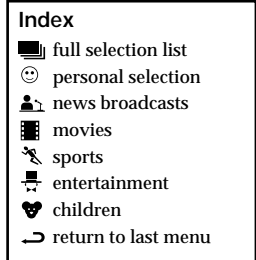 Index
full selection list
personal selection
news broadcasts
movies
sports
entertainment
children
return to last menu